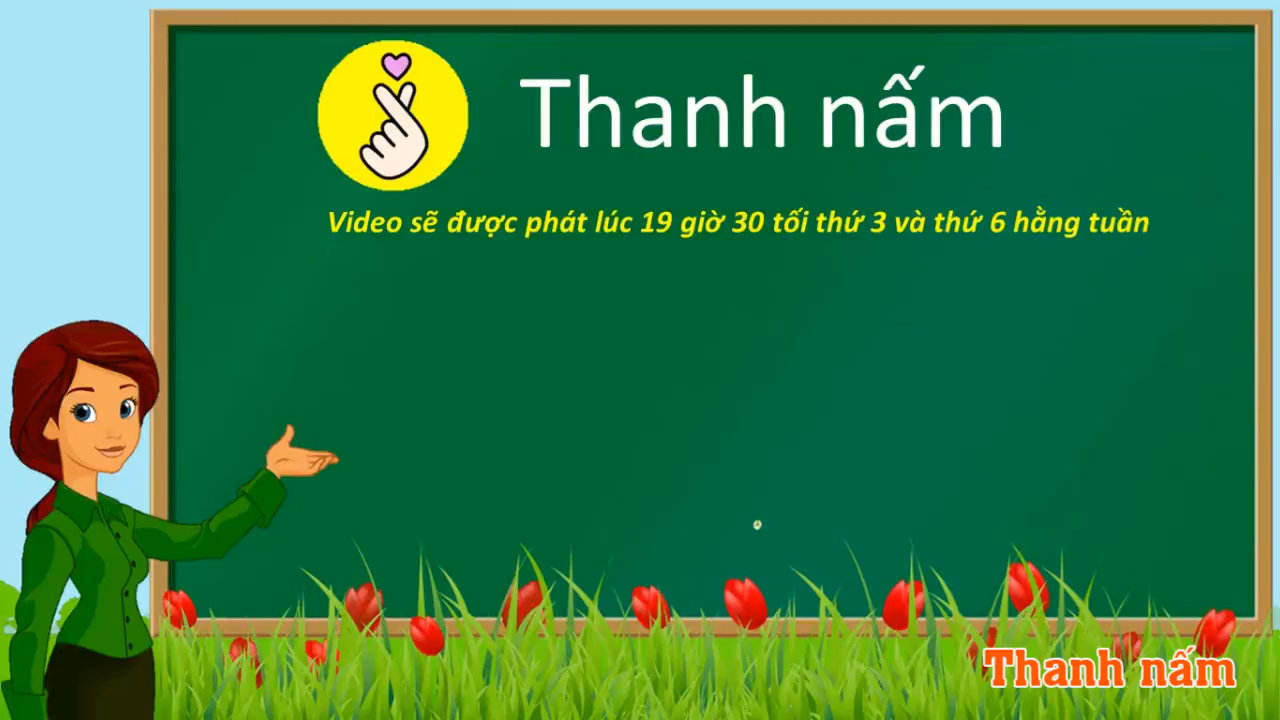 Thanh nấm
Video sẽ được phát lúc 19 giờ 30 tối thứ 3 và thứ 6 hằng tuần
Thanh nấm